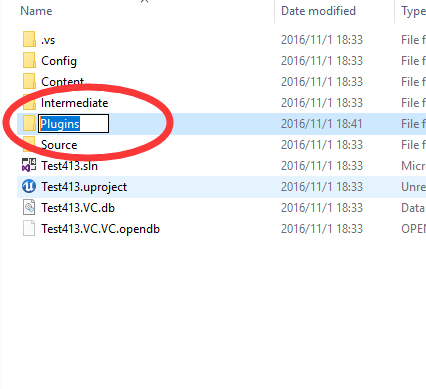 Name Date modified Type
.vs 2016/11/1 18:33 File f
Config 2016/11/1 18:33 File f
Content 2016/11/1 18:33 File f
Intermediate 2016/11/1 18:33 File f
Plugins 2016/11/1 18:41 File f
Source 2016/11/1 18:33 File f
Test413.sln 2016/11/1 18:33 Micr
Test413.uproject 2016/11/1 18:33 Unre
Test413.VC.db 2016/11/1 18:33 Data
Test413.VC.VC.opendb 2016/11/1 18:33 OPEN